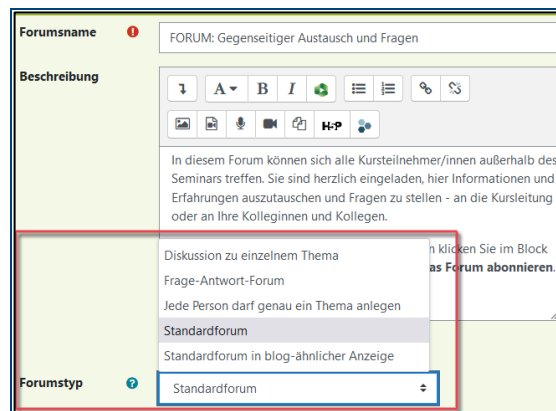 Forumsname
FORUM: Gegenseitiger Austausch und Fragen
Beschreibung
A B I
H-P
In diesem Forum können sich alle Kursteilnehmer/innen außerhalb des
Seminars treffen. Sie sind herzlich eingeladen, hier Informationen und
Erfahrungen auszutauschen und Fragen zu stellen - an die Kursleitung
oder an Ihre Kolleginnen und Kollegen.
n klicken Sie im Block
as Forum abonnieren.
Diskussion zu einzelnem Thema
Frage-Antwort-Forum
Jede Person darf genau ein Thema anlegen
Standardforum
Standardforum in blog-ähnlicher Anzeige
Forumstyp
Standardforum